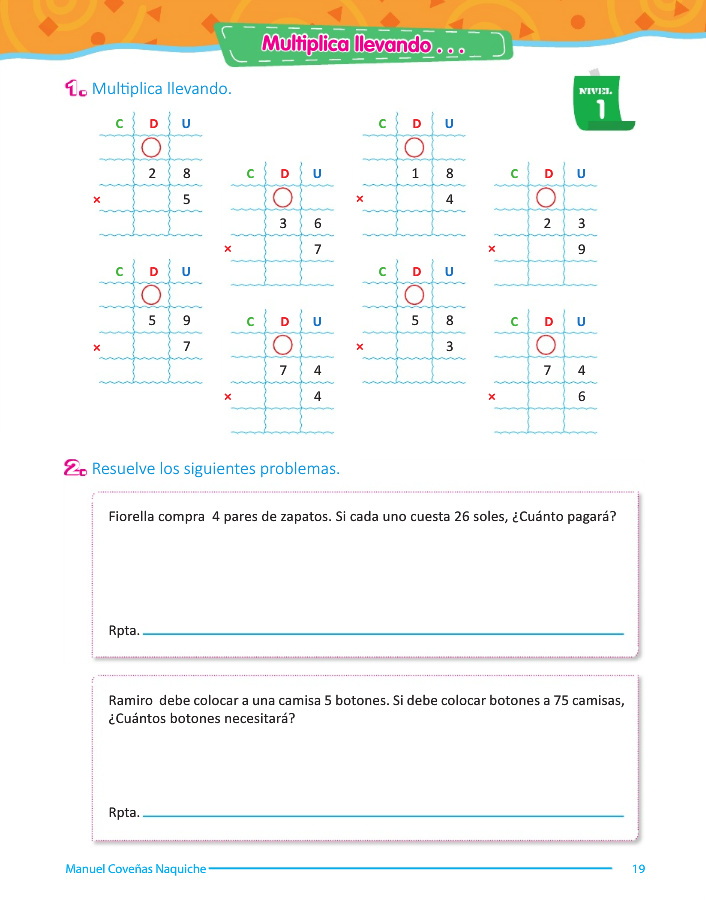 Multiplica llevando . . .
1. Multiplica llevando.
NIVEL
1
C D U
2 8
× 5
C D U
3 6
× 7
C D U
1 8
× 4
C D U
2 3
× 9
C D U
5 9
× 7
C D U
7 4
× 4
C D U
5 8
× 3
C D U
7 4
× 6
2. Resuelve los siguientes problemas.
Fiorella compra 4 pares de zapatos. Si cada uno cuesta 26 soles, ¿Cuánto pagará?
Rpta.
Ramiro debe colocar a una camisa 5 botones. Si debe colocar botones a 75 camisas,
¿Cuántos botones necesitará?
Rpta.
Manuel Coveñas Naquiche 19